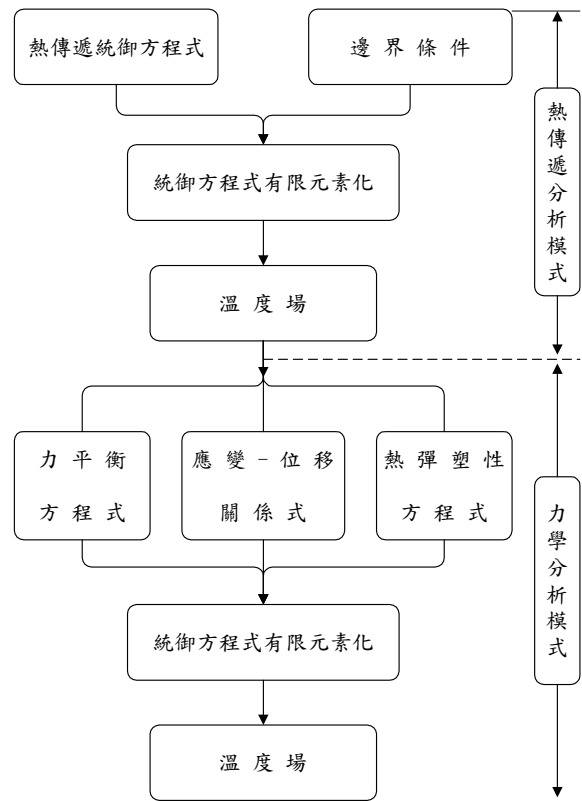 熱傳遞統御方程式
邊界條件
統御方程式有限元素化
溫度場
熱傳遞分析模式
力平衡
方程式
應變-位移
關係式
熱彈塑性
方程式
統御方程式有限元素化
溫度場
力學分析模式